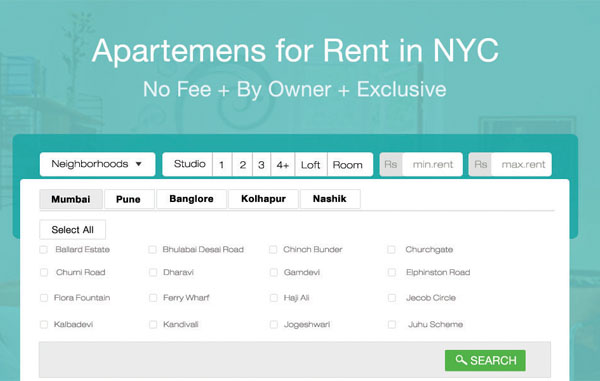 Apartemens for Rent in NYC
No Fee + By Owner + Exclusive
Neighborhoods Studio 1 2 3 4+ Loft Room Rs min.rent Rs max.rent
Mumbai Pune Banglore Kolhapur Nashik
Select All
Ballard Estate Bhulabai Desai Road Chinch Bunder Churchgate
Chumi Road Dharavi Gamdevi Elphinston Road
Flora Fountain Ferry Wharf Haji Ali Jecob Circle
Kalbadevi Kandivali Jogeshwari Juhu Scheme
SEARCH